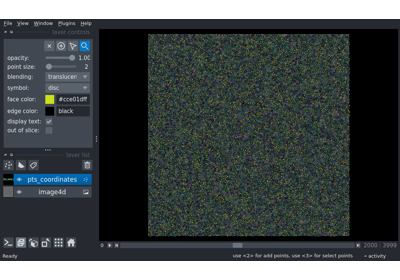 File View Window Plugins Help
layer controls
opacity: 1.00
point size: 2
blending: translucen
symbol: disc
face color: #cce01dff
edge color: black
display text:
out of slice:
layer list
pts_coordinates
image4d
0 2000 3999
Ready use <2> for add points, use <3> for select points activity